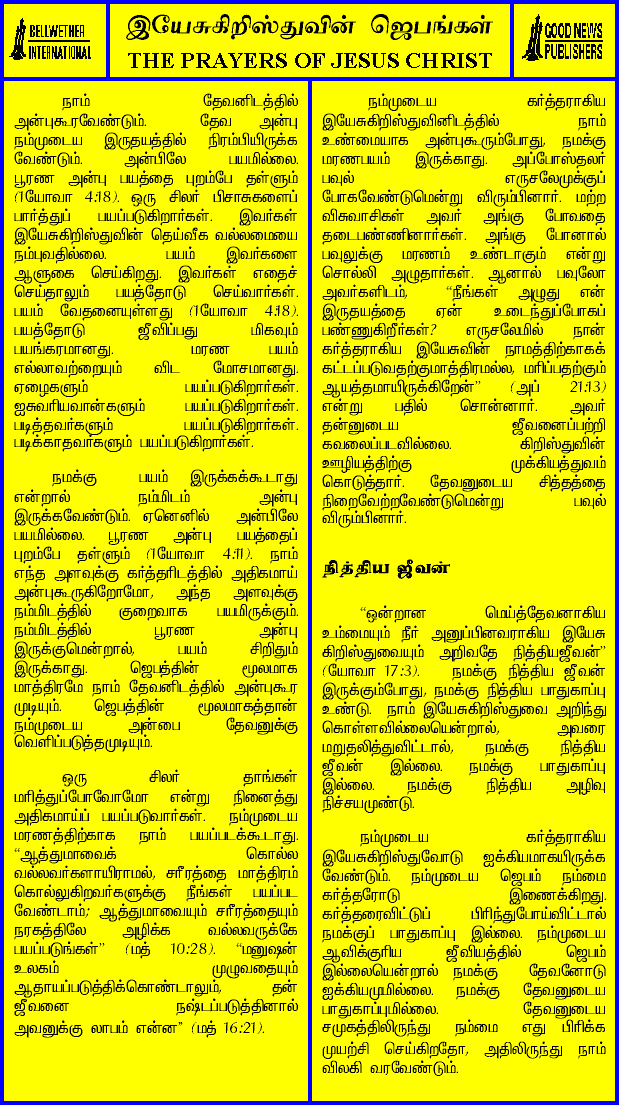 BELLWETHER
INTERNATIONAL
இயேசுகிறிஸ்துவின் ஜெபங்கள்
THE PRAYERS OF JESUS CHRIST
GOOD NEWS
PUBLISHERS
நாம் தேவனிடத்தில்
அன்புகூரவேண்டும். தேவ அன்பு
நம்முடைய இருதயத்தில் நிரம்பியிருக்க
வேண்டும். அன்பிலே பயமில்லை.
பூரண அன்பு பயத்தை புறம்பே தள்ளும்
(1யோவா 4:18). ஒரு சிலர் பிசாசுகளைப்
பார்த்துப் பயப்படுகிறார்கள். இவர்கள்
இயேசுகிறிஸ்துவின் தெய்வீக வல்லமையை
நம்புவதில்லை. பயம் இவர்களை
ஆளுகை செய்கிறது. இவர்கள் எதைச்
செய்தாலும் பயத்தோடு செய்வார்கள்.
பயம் வேதனையுள்ளது (1யோவா 4:18).
பயத்தோடு ஜீவிப்பது மிகவும்
பயங்கரமானது. மரண பயம்
எல்லாவற்றையும் விட மோசமானது.
ஏழைகளும் பயப்படுகிறார்கள்.
ஐசுவரியவான்களும் பயப்படுகிறார்கள்.
படித்தவர்களும் பயப்படுகிறார்கள்.
படிக்காதவர்களும் பயப்படுகிறார்கள்.
நமக்கு பயம் இருக்கக்கூடாது
என்றால் நம்மிடம் அன்பு
இருக்கவேண்டும். ஏனெனில் அன்பிலே
பயமில்லை. பூரண அன்பு பயத்தைப்
புறம்பே தள்ளும் (1யோவா 4:11). நாம்
எந்த அளவுக்கு கர்த்தரிடத்தில் அதிகமாய்
அன்புகூருகிறோமோ, அந்த அளவுக்கு
நம்மிடத்தில் குறைவாக பயமிருக்கும்.
நம்மிடத்தில் பூரண அன்பு
இருக்குமென்றால், பயம் சிறிதும்
இருக்காது. ஜெபத்தின் மூலமாக
மாத்திரமே நாம் தேவனிடத்தில் அன்புகூர
முடியும். ஜெபத்தின் மூலமாகத்தான்
நம்முடைய அன்பை தேவனுக்கு
வெளிப்படுத்தமுடியும்.
ஒரு சிலர் தாங்கள்
மரித்துப்போவோமோ என்று நினைத்து
அதிகமாய்ப் பயப்படுவார்கள். நம்முடைய
மரணத்திற்காக நாம் பயப்படக்கூடாது.
“ஆத்துமாவைக் கொல்ல
வல்லவர்களாயிராமல், சரீரத்தை மாத்திரம்
கொல்லுகிறவர்களுக்கு நீங்கள் பயப்பட
வேண்டாம்; ஆத்துமாவையும் சரீரத்தையும்
நரகத்திலே அழிக்க வல்லவருக்கே
பயப்படுங்கள்” (மத் 10:28). “மனுஷன்
உலகம் முழுவதையும்
ஆதாயப்படுத்திக்கொண்டாலும், தன்
ஜீவனை நஷ்டப்படுத்தினால்
அவனுக்கு லாபம் என்ன” (மத் 16:21).
நம்முடைய கர்த்தராகிய
இயேசுகிறிஸ்துவினிடத்தில் நாம்
உண்மையாக அன்புகூரும்போது, நமக்கு
மரணபயம் இருக்காது. அப்போஸ்தலர்
பவுல் எருசலேமுக்குப்
போகவேண்டுமென்று விரும்பினார். மற்ற
விசுவாசிகள் அவர் அங்கு போவதை
தடைபண்ணினார்கள். அங்கு போனால்
பவுலுக்கு மரணம் உண்டாகும் என்று
சொல்லி அழுதார்கள். ஆனால் பவுலோ
அவர்களிடம், “நீங்கள் அழுது என்
இருதயத்தை ஏன் உடைந்துபோகப்
பண்ணுகிறீர்கள்? எருசலேமில் நான்
கர்த்தராகிய இயேசுவின் நாமத்திற்காகக்
கட்டப்படுவதற்குமாத்திரமல்ல, மரிப்பதற்கும்
ஆயத்தமாயிருக்கிறேன்” (அப் 21:13)
என்று பதில் சொன்னார். அவர்
தன்னுடைய ஜீவனைப்பற்றி
கவலைப்படவில்லை. கிறிஸ்துவின்
ஊழியத்திற்கு முக்கியத்துவம்
கொடுத்தார். தேவனுடைய சித்தத்தை
நிறைவேற்றவேண்டுமென்று பவுல்
விரும்பினார்.
நித்திய ஜீவன்
“ஒன்றான மெய்த்தேவனாகிய
உம்மையும் நீர் அனுப்பினவராகிய இயேசு
கிறிஸ்துவையும் அறிவதே நித்தியஜீவன்”
(யோவா 17:3). நமக்கு நித்திய ஜீவன்
இருக்கும்போது, நமக்கு நித்திய பாதுகாப்பு
உண்டு. நாம் இயேசுகிறிஸ்துவை அறிந்து
கொள்ளவில்லையென்றால், அவரை
மறுதலித்துவிட்டால், நமக்கு நித்திய
ஜீவன் இல்லை. நமக்கு பாதுகாப்பு
இல்லை. நமக்கு நித்திய அழிவு
நிச்சயமுண்டு.
நம்முடைய கர்த்தராகிய
இயேசுகிறிஸ்துவோடு ஐக்கியமாகயிருக்க
வேண்டும். நம்முடைய ஜெபம் நம்மை
கர்த்தரோடு இணைக்கிறது.
கர்த்தரைவிட்டுப் பிரிந்துபோய்விட்டால்
நமக்குப் பாதுகாப்பு இல்லை. நம்முடைய
ஆவிக்குரிய ஜீவியத்தில் ஜெபம்
இல்லையென்றால் நமக்கு தேவனோடு
ஐக்கியமுமில்லை. நமக்கு தேவனுடைய
பாதுகாப்புமில்லை. தேவனுடைய
சமுகத்திலிருந்து நம்மை எது பிரிக்க
முயற்சி செய்கிறதோ, அதிலிருந்து நாம்
விலகி வரவேண்டும்.